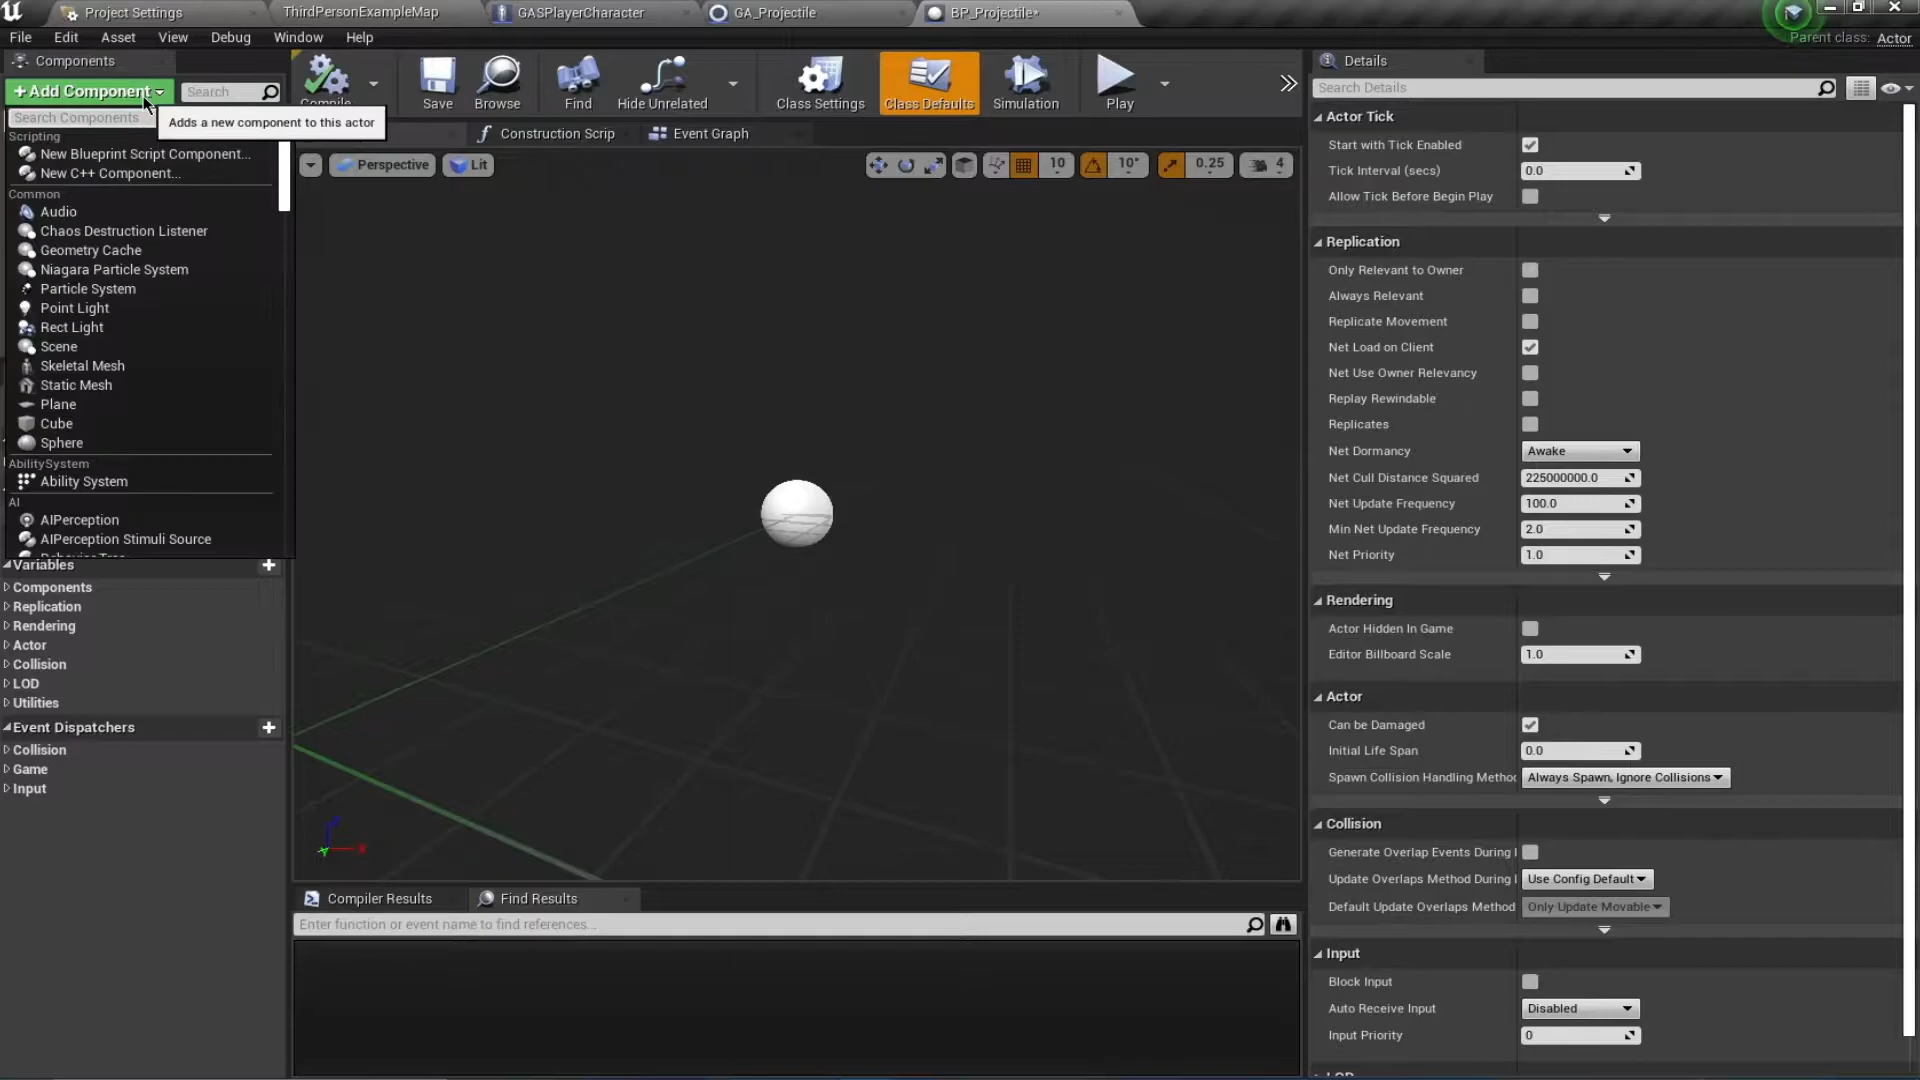 Project Settings
ThirdPersonExampleMap
GASPlayerCharacter
GA_Projectile
BP_Projectile*
File
Edit
Asset
View
Debug
Window
Help
Parent class: Actor
Components
+Add Component
Search
Search Components
Adds a new component to this actor
Scripting
New Blueprint Script Component...
New C++ Component...
Common
Audio
Chaos Destruction Listener
Geometry Cache
Niagara Particle System
Particle System
Point Light
Rect Light
Scene
Skeletal Mesh
Static Mesh
Plane
Cube
Sphere
AbilitySystem
Ability System
AI
AIPerception
AIPerception Stimuli Source
Variables
Components
Replication
Rendering
Actor
Collision
LOD
Utilities
Event Dispatchers
Collision
Game
Input
Compile
Save
Browse
Find
Hide Unrelated
Class Settings
Class Defaults
Simulation
Play
Construction Scrip
Event Graph
Perspective
Lit
10
10°
0.25
4
Compiler Results
Find Results
Enter function or event name to find references...
Details
Search Details
Actor Tick
Start with Tick Enabled
Tick Interval (secs) 0.0
Allow Tick Before Begin Play
Replication
Only Relevant to Owner
Always Relevant
Replicate Movement
Net Load on Client
Net Use Owner Relevancy
Replay Rewindable
Replicates
Net Dormancy Awake
Net Cull Distance Squared 225000000.0
Net Update Frequency 100.0
Min Net Update Frequency 2.0
Net Priority 1.0
Rendering
Actor Hidden In Game
Editor Billboard Scale 1.0
Actor
Can be Damaged
Initial Life Span 0.0
Spawn Collision Handling Method Always Spawn, Ignore Collisions
Collision
Generate Overlap Events During
Update Overlaps Method During Use Config Default
Default Update Overlaps Method Only Update Movable
Input
Block Input
Auto Receive Input Disabled
Input Priority 0